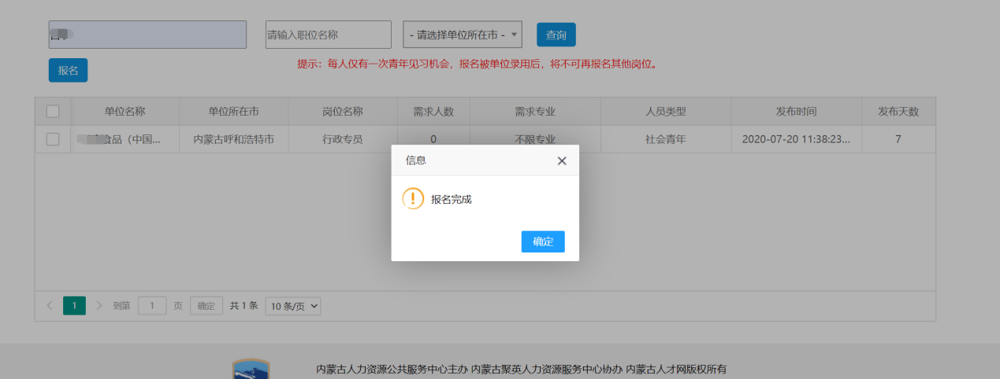 请输入职位名称
- 请选择单位所在市 -
查询
报名
提示：每人仅有一次青年见习机会，报名被单位录用后，将不可再报名其他岗位。
单位名称 单位所在市 岗位名称 需求人数 需求专业 人员类型 发布时间 发布天数
食品（中国... 内蒙古呼和浩特市 行政专员 0 不限专业 社会青年 2020-07-20 11:38:23... 7
信息
报名完成
确定
1 到第 1 页 确定 共 1 条 10 条/页
内蒙古人力资源公共服务中心主办 内蒙古聚英人力资源服务中心协办 内蒙古人才网版权所有